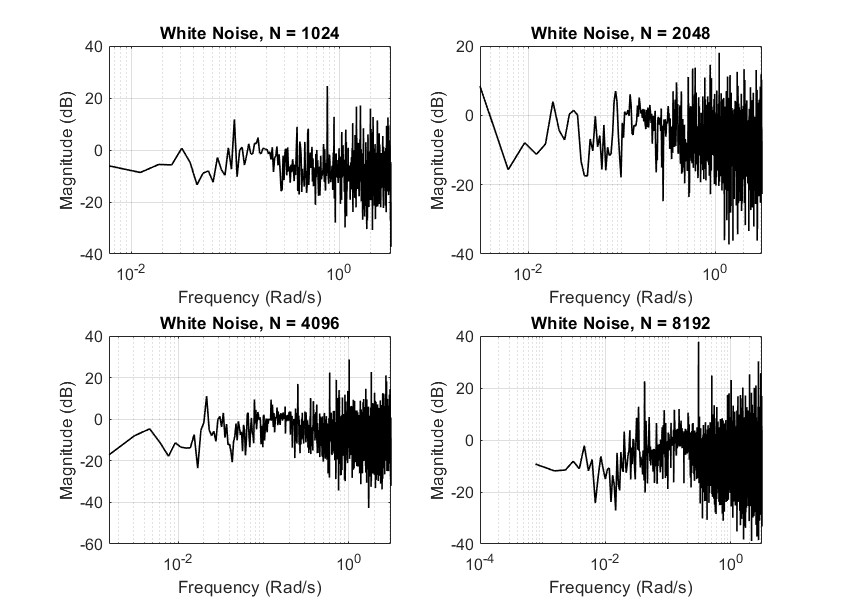 White Noise, N = 1024
40
20
0
-20
-40
Magnitude (dB)
10^-2
10^0
Frequency (Rad/s)
White Noise, N = 2048
20
0
-20
-40
Magnitude (dB)
10^-2
10^0
Frequency (Rad/s)
White Noise, N = 4096
40
20
0
-20
-40
-60
Magnitude (dB)
10^-2
10^0
Frequency (Rad/s)
White Noise, N = 8192
40
20
0
-20
-40
Magnitude (dB)
10^-4
10^-2
10^0
Frequency (Rad/s)